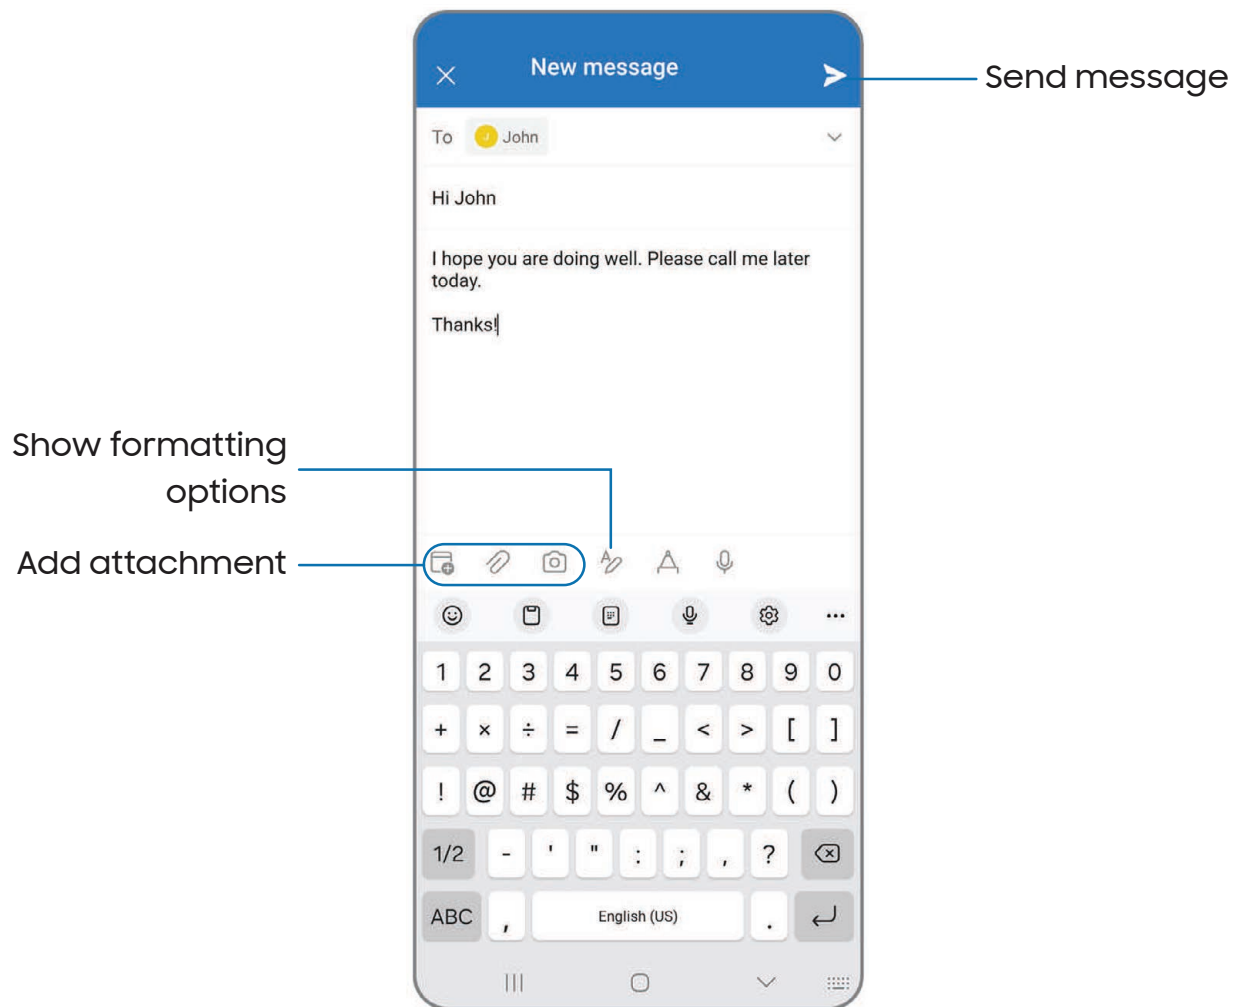 New message
Send message
To J John
Hi John
I hope you are doing well. Please call me later
today.
Thanks!
Show formatting
options
Add attachment
1 2 3 4 5 6 7 8 9 0
+ × ÷ = / _ < > [ ]
! @ # $ % ^ & * ( )
1/2 - ' " : ; , ?
ABC , English (US) .